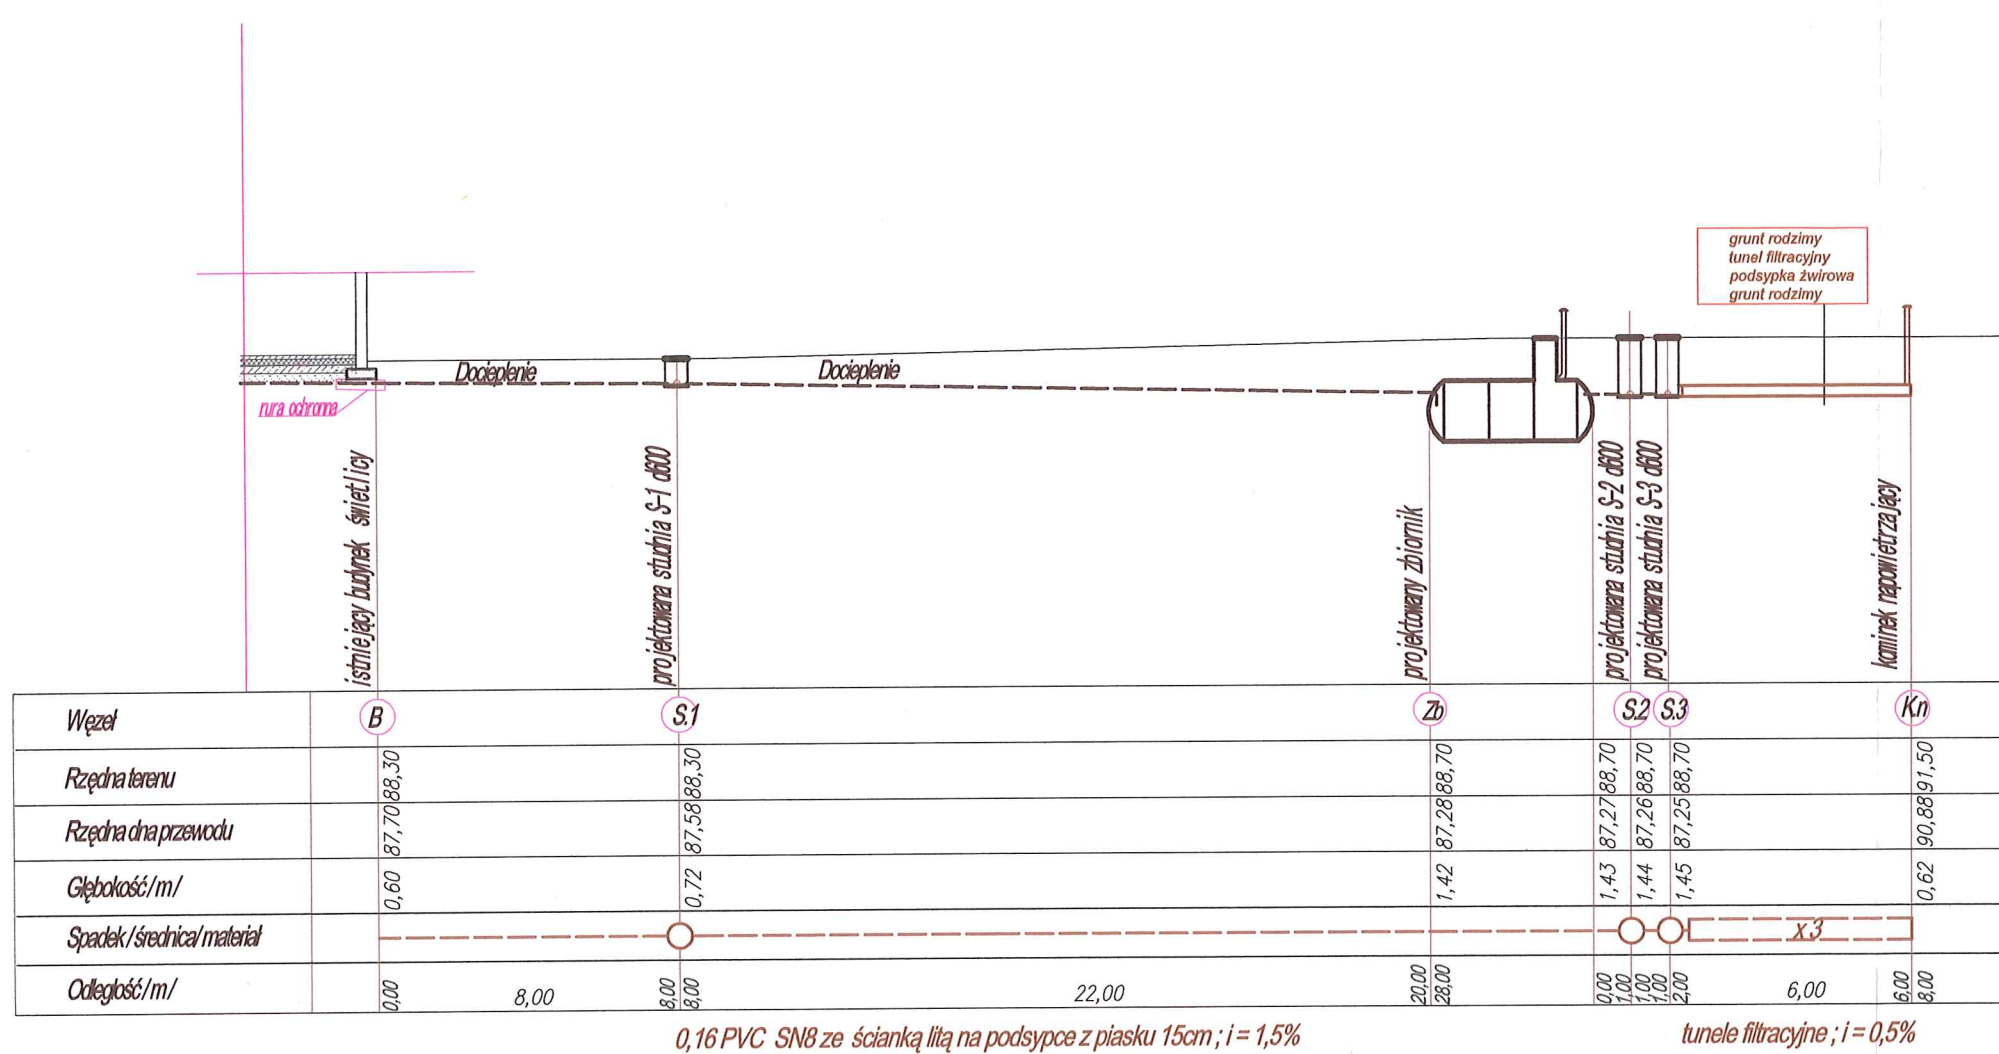 grunt rodzimy
tunel filtracyjny
podsypka żwirowa
grunt rodzimy
Docieplenie
Docieplenie
rura ochronna
istniejący budynek świetlicy
projektowana studnia S-1 d600
projektowany zbiornik
projektowana studnia S-2 d600
projektowana studnia S-3 d600
kominek napowietrzający
Węzeł B S.1 Zb S.2 S.3 Kn
Rzędna terenu 88,30 88,30 88,70 88,70 88,70 88,70 91,50
Rzędna dna przewodu 87,70 87,58 87,28 87,27 87,26 87,25 90,88
Głębokość /m/ 0,60 0,72 1,42 1,43 1,44 1,45 0,62
Spadek / średnica / materiał x3
Odległość /m/ 0,00 8,00 8,00 8,00 22,00 20,00 28,00 0,00 1,00 1,00 1,00 2,00 6,00 6,00 8,00
0,16 PVC SN8 ze ścianką litą na podsypce z piasku 15cm ; i = 1,5%
tunele filtracyjne ; i = 0,5%